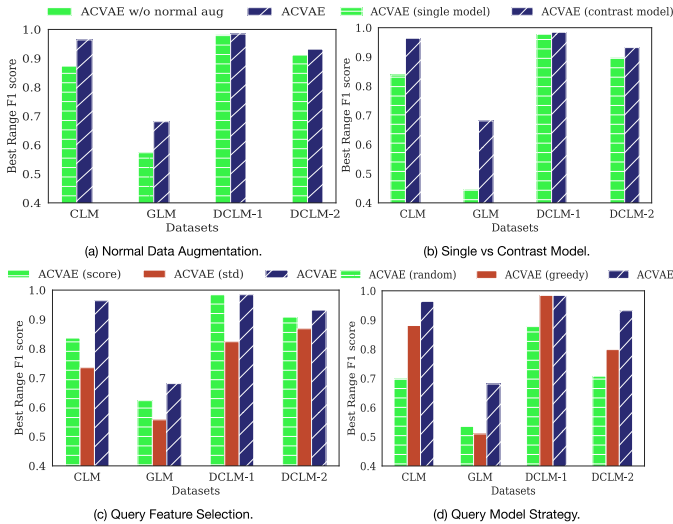 ACVAE w/o normal aug ACVAE
Best Range F1 score
1.0
0.9
0.8
0.7
0.6
0.5
0.4
CLM GLM DCLM-1 DCLM-2
Datasets
(a) Normal Data Augmentation.
ACVAE (single model) ACVAE (contrast model)
Best Range F1 score
1.0
0.9
0.8
0.7
0.6
0.5
0.4
CLM GLM DCLM-1 DCLM-2
Datasets
(b) Single vs Contrast Model.
ACVAE (score) ACVAE (std) ACVAE
Best Range F1 score
1.0
0.9
0.8
0.7
0.6
0.5
0.4
CLM GLM DCLM-1 DCLM-2
Datasets
(c) Query Feature Selection.
ACVAE (random) ACVAE (greedy) ACVAE
Best Range F1 score
1.0
0.9
0.8
0.7
0.6
0.5
0.4
CLM GLM DCLM-1 DCLM-2
Datasets
(d) Query Model Strategy.